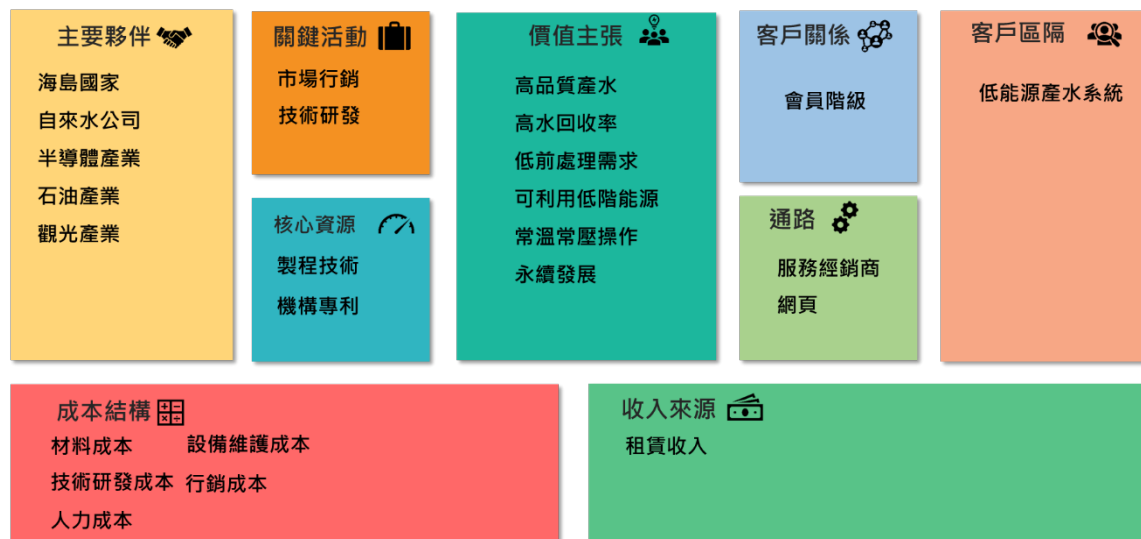 主要夥伴
海島國家
自來水公司
半導體產業
石油產業
觀光產業
關鍵活動
市場行銷
技術研發
核心資源
製程技術
機構專利
價值主張
高品質產水
高水回收率
低前處理需求
可利用低階能源
常溫常壓操作
永續發展
客戶關係
會員階級
通路
服務經銷商
網頁
客戶區隔
低能源產水系統
成本結構
材料成本 設備維護成本
技術研發成本 行銷成本
人力成本
收入來源
租賃收入